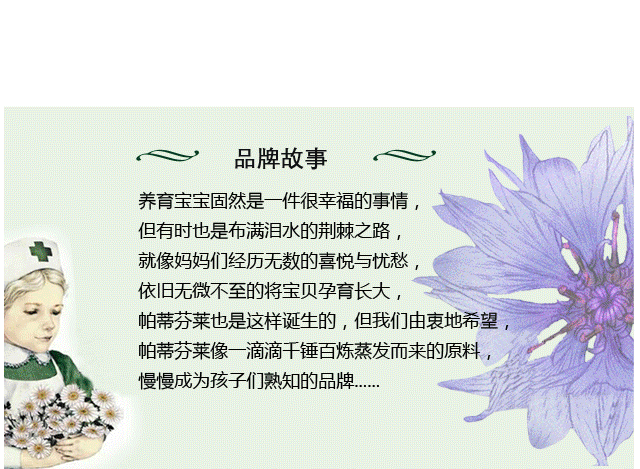 品牌故事
养育宝宝固然是一件很幸福的事情，
但有时也是布满泪水的荆棘之路，
就像妈妈们经历无数的喜悦与忧愁，
依旧无微不至的将宝贝孕育长大，
帕蒂芬莱也是这样诞生的，但我们由衷地希望，
帕蒂芬莱像一滴滴千锤百炼蒸发而来的原料，
慢慢成为孩子们熟知的品牌......